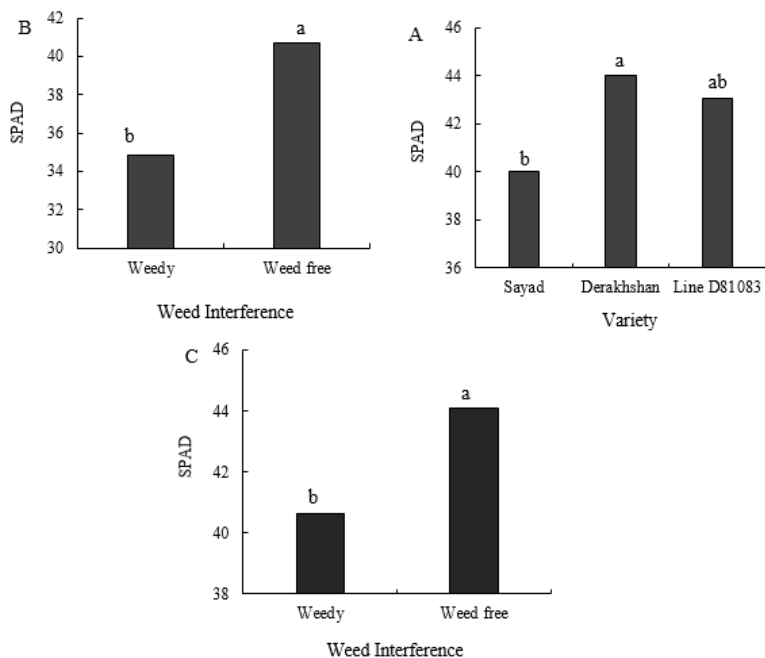 B
42
40
38
36
34
32
30
SPAD
b
a
Weedy Weed free
Weed Interference
A
46
44
42
40
38
36
SPAD
b
a
ab
Sayad Derakhshan Line D81083
Variety
C
46
44
42
40
38
SPAD
b
a
Weedy Weed free
Weed Interference